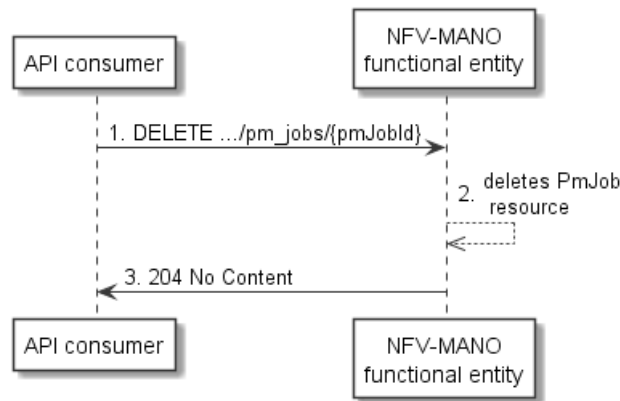 API consumer
NFV-MANO
functional entity
1. DELETE .../pm_jobs/{pmJobId}
2. deletes PmJob
resource
3. 204 No Content
API consumer
NFV-MANO
functional entity